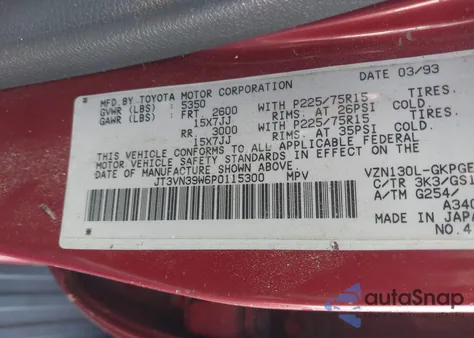 MFD. BY TOYOTA MOTOR CORPORATION DATE 03/93
GVWR (LBS) : 5350
GAWR (LBS) : FRT 2600 WITH P225/75R15 TIRES.
15X7JJ RIMS, AT 26PSI COLD.
RR 3000 WITH P225/75R15 TIRES.
15X7JJ RIMS, AT 35PSI COLD.
THIS VEHICLE CONFORMS TO ALL APPLICABLE FEDERAL
MOTOR VEHICLE SAFETY STANDARDS IN EFFECT ON THE
DATE OF MANUFACTURE SHOWN ABOVE.
JT3VN39W6P0115300 MPV VZN130L-GKPGE
C/TR 3K3/GS1
A/TM G254/
A340
MADE IN JAPA
NO. 4
autoSnap